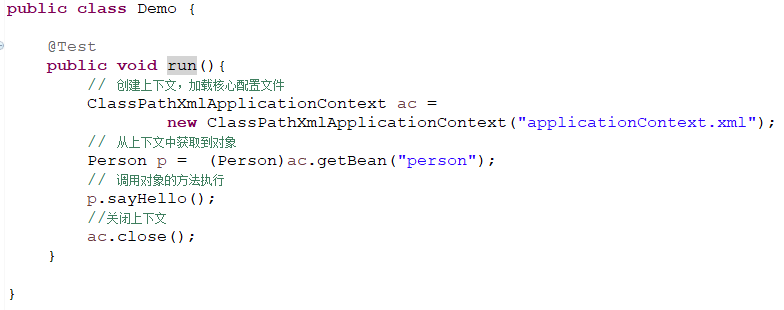 public class Demo {
@Test
public void run(){
// 创建上下文，加载核心配置文件
ClassPathXmlApplicationContext ac =
new ClassPathXmlApplicationContext("applicationContext.xml");
// 从上下文中获取到对象
Person p =  (Person)ac.getBean("person");
// 调用对象的方法执行
p.sayHello();
//关闭上下文
ac.close();
}
}